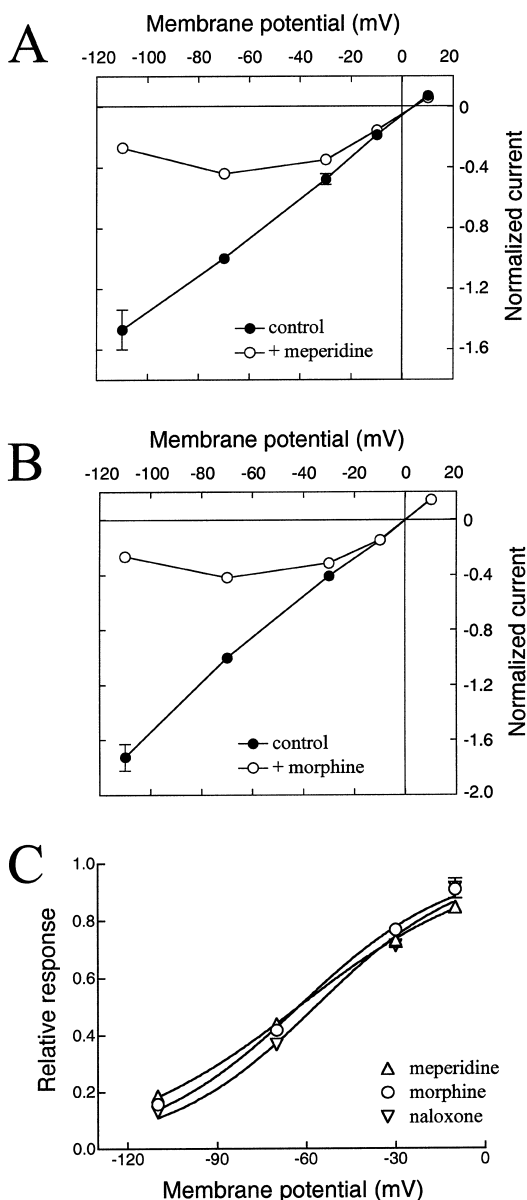 A
Membrane potential (mV)
-120 -100 -80 -60 -40 -20 0 20
0
-0.4
-0.8
-1.2
-1.6
Normalized current
control
+ meperidine
B
Membrane potential (mV)
-120 -100 -80 -60 -40 -20 0 20
0
-0.4
-0.8
-1.2
-1.6
-2.0
Normalized current
control
+ morphine
C
1.0
0.8
0.6
0.4
0.2
0.0
Relative response
meperidine
morphine
naloxone
-120 -90 -60 -30 0
Membrane potential (mV)